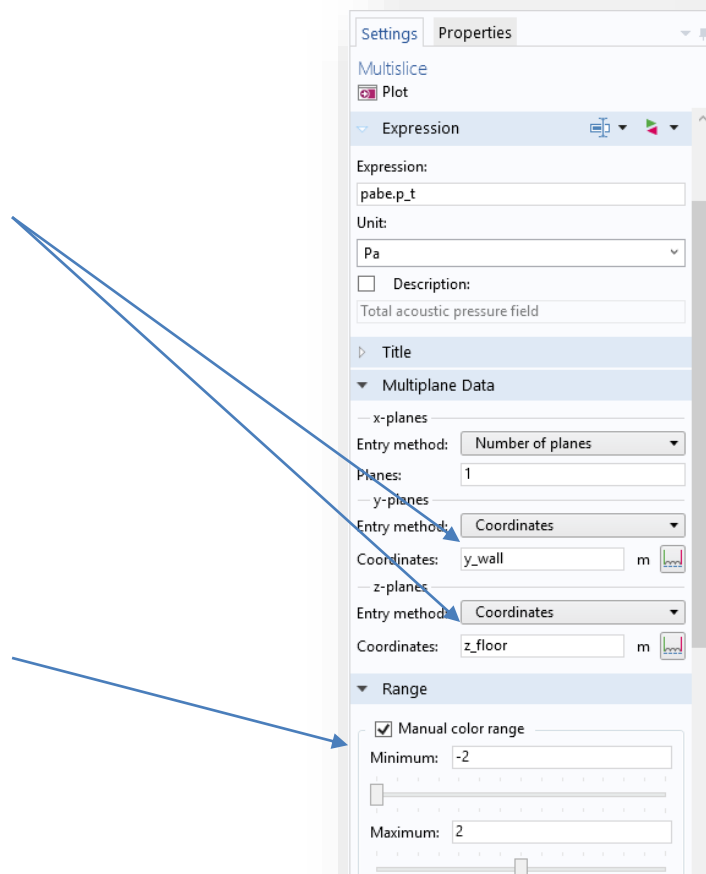 Settings Properties
Multislice
Plot
Expression
Expression:
pabe.p_t
Unit:
Pa
Description:
Total acoustic pressure field
Title
Multiplane Data
x-planes
Entry method: Number of planes
Planes: 1
y-planes
Entry method: Coordinates
Coordinates: y_wall m
z-planes
Entry method: Coordinates
Coordinates: z_floor m
Range
Manual color range
Minimum: -2
Maximum: 2